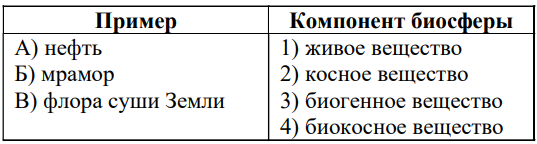 Пример
Компонент биосферы
А) нефть
Б) мрамор
В) флора суши Земли
1) живое вещество
2) косное вещество
3) биогенное вещество
4) биокосное вещество